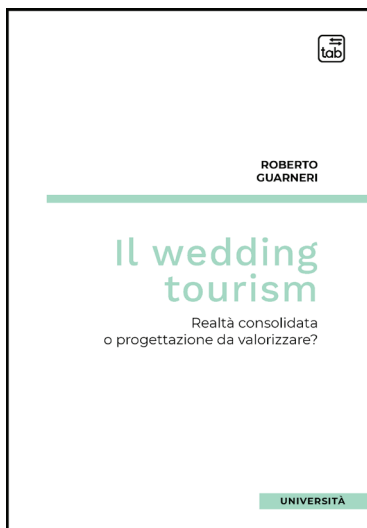 tab
ROBERTO
GUARNERI
Il wedding
tourism
Realtà consolidata
o progettazione da valorizzare?
UNIVERSITÀ